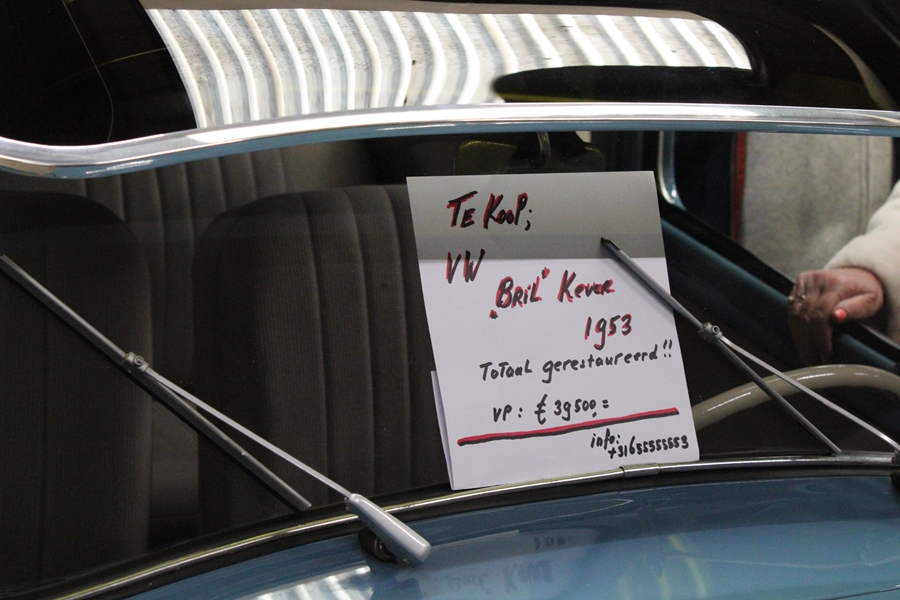 TE KOOP;
VW
„BRIL" Kever
1953
Totaal gerestaureerd!!
VP: € 39500,=
info:
+31655555553